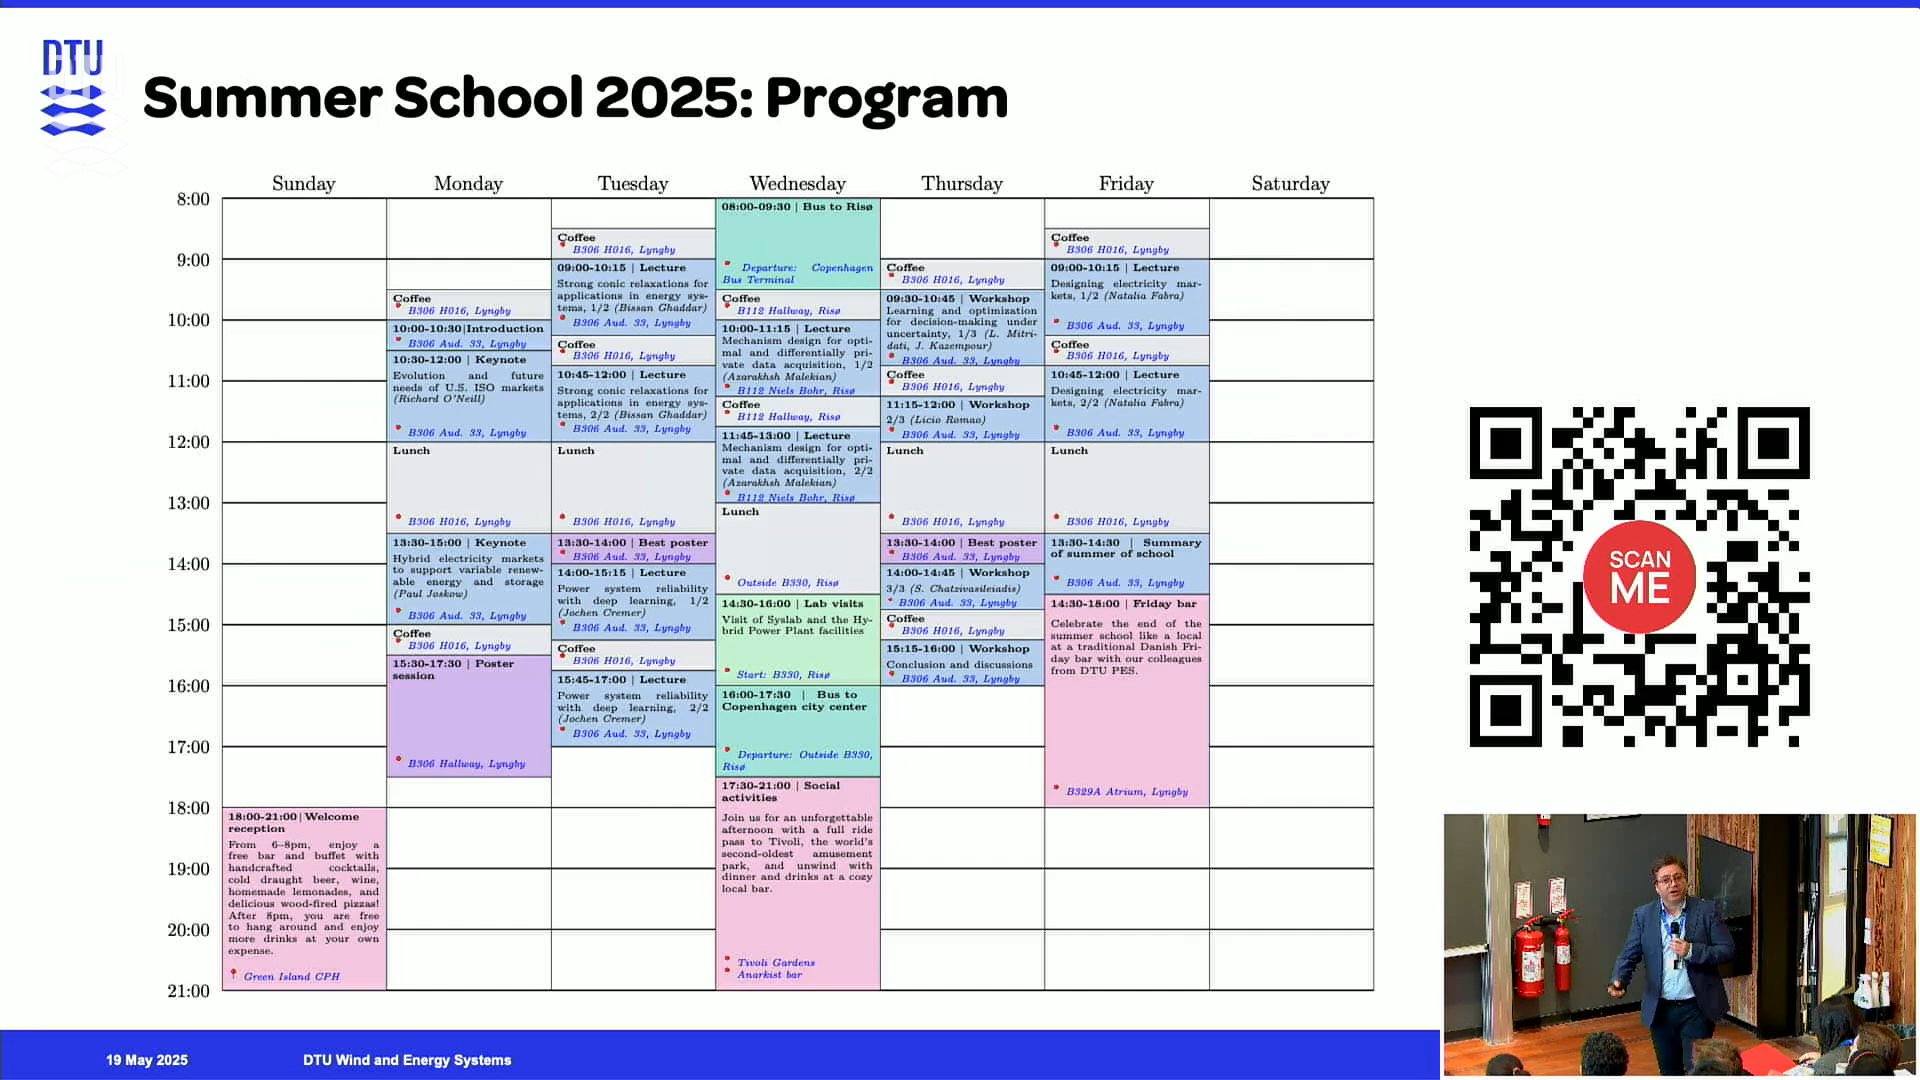 DTU
Summer School 2025: Program
Sunday
Monday
Tuesday
Wednesday
Thursday
Friday
Saturday
8:00
9:00
10:00
11:00
12:00
13:00
14:00
15:00
16:00
17:00
18:00
19:00
20:00
21:00
18:00-21:00|Welcome
reception
From 6–8pm, enjoy a
free bar and buffet with
handcrafted cocktails,
cold draught beer, wine,
homemade lemonades, and
delicious wood-fired pizzas!
After 8pm, you are free
to hang around and enjoy
more drinks at your own
expense.
Green Island CPH
Coffee
B306 H016, Lyngby
10:00-10:30|Introduction
B306 Aud. 33, Lyngby
10:30-12:00 | Keynote
Evolution and future
needs of U.S. ISO markets
(Richard O'Neill)
B306 Aud. 33, Lyngby
Lunch
B306 H016, Lyngby
13:30-15:00 | Keynote
Hybrid electricity markets
to support variable renew-
able energy and storage
(Paul Joskow)
B306 Aud. 33, Lyngby
Coffee
B306 H016, Lyngby
15:30-17:30 | Poster
session
B306 Hallway, Lyngby
Coffee
B306 H016, Lyngby
09:00-10:15 | Lecture
Strong conic relaxations for
applications in energy sys-
tems, 1/2 (Bissan Ghaddar)
B306 Aud. 33, Lyngby
Coffee
B306 H016, Lyngby
10:45-12:00 | Lecture
Strong conic relaxations for
applications in energy sys-
tems, 2/2 (Bissan Ghaddar)
B306 Aud. 33, Lyngby
Lunch
B306 H016, Lyngby
13:30-14:00 | Best poster
B306 Aud. 33, Lyngby
14:00-15:15 | Lecture
Power system reliability
with deep learning, 1/2
(Jochen Cremer)
B306 Aud. 33, Lyngby
Coffee
B306 H016, Lyngby
15:45-17:00 | Lecture
Power system reliability
with deep learning, 2/2
(Jochen Cremer)
B306 Aud. 33, Lyngby
08:00-09:30 | Bus to Risø
Departure: Copenhagen
Bus Terminal
Coffee
B112 Hallway, Risø
10:00-11:15 | Lecture
Mechanism design for opti-
mal and differentially pri-
vate data acquisition, 1/2
(Azarakhsh Malekian)
B112 Niels Bohr, Risø
Coffee
B112 Hallway, Risø
11:45-13:00 | Lecture
Mechanism design for opti-
mal and differentially pri-
vate data acquisition, 2/2
(Azarakhsh Malekian)
B112 Niels Bohr, Risø
Lunch
Outside B330, Risø
14:30-16:00 | Lab visits
Visit of Syslab and the Hy-
brid Power Plant facilities
Start: B330, Risø
16:00-17:30 | Bus to
Copenhagen city center
Departure: Outside B330,
Risø
17:30-21:00 | Social
activities
Join us for an unforgettable
afternoon with a full ride
pass to Tivoli, the world's
second-oldest amusement
park, and unwind with
dinner and drinks at a cozy
local bar.
Tivoli Gardens
Anarkist bar
Coffee
B306 H016, Lyngby
09:30-10:45 | Workshop
Learning and optimization
for decision-making under
uncertainty, 1/3 (L. Mitri-
dati, J. Kazempour)
B306 Aud. 33, Lyngby
Coffee
B306 H016, Lyngby
11:15-12:00 | Workshop
2/3 (Licio Romao)
B306 Aud. 33, Lyngby
Lunch
B306 H016, Lyngby
13:30-14:00 | Best poster
B306 Aud. 33, Lyngby
14:00-14:45 | Workshop
3/3 (S. Chatzivasileiadis)
B306 Aud. 33, Lyngby
Coffee
B306 H016, Lyngby
15:15-16:00 | Workshop
Conclusion and discussions
B306 Aud. 33, Lyngby
Coffee
B306 H016, Lyngby
09:00-10:15 | Lecture
Designing electricity mar-
kets, 1/2 (Natalia Fabra)
B306 Aud. 33, Lyngby
Coffee
B306 H016, Lyngby
10:45-12:00 | Lecture
Designing electricity mar-
kets, 2/2 (Natalia Fabra)
B306 Aud. 33, Lyngby
Lunch
B306 H016, Lyngby
13:30-14:30 | Summary
of summer of school
B306 Aud. 33, Lyngby
14:30-18:00 | Friday bar
Celebrate the end of the
summer school like a local
at a traditional Danish Fri-
day bar with our colleagues
from DTU PES.
B329A Atrium, Lyngby
SCAN
ME
19 May 2025
DTU Wind and Energy Systems